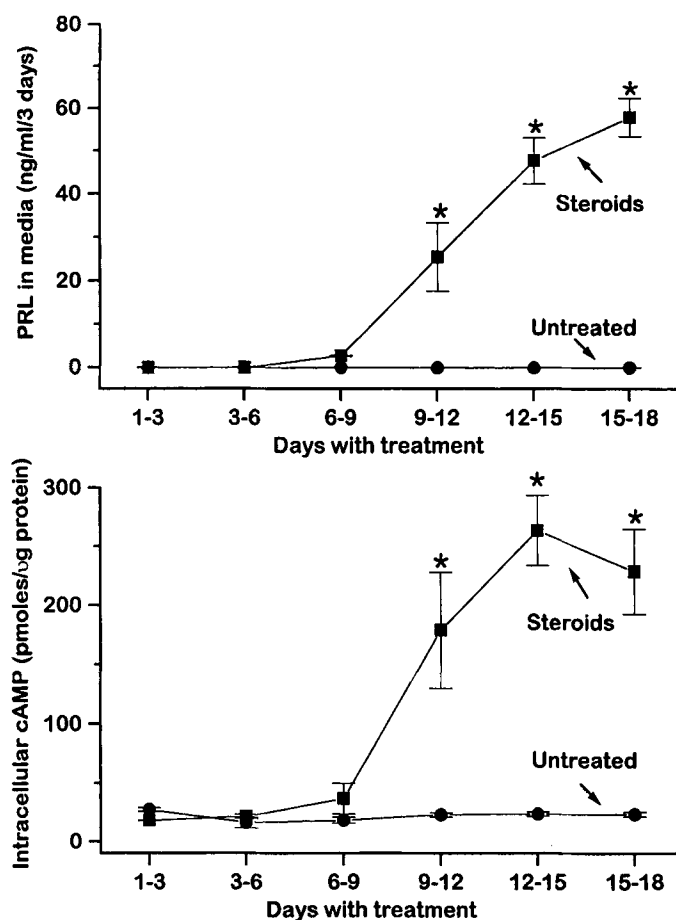 PRL in media (ng/ml/3 days)
80
60
40
20
0
*
*
*
Steroids
Untreated
1-3 3-6 6-9 9-12 12-15 15-18
Days with treatment
Intracellular cAMP (pmoles/υg protein)
300
200
100
0
*
*
*
Steroids
Untreated
1-3 3-6 6-9 9-12 12-15 15-18
Days with treatment